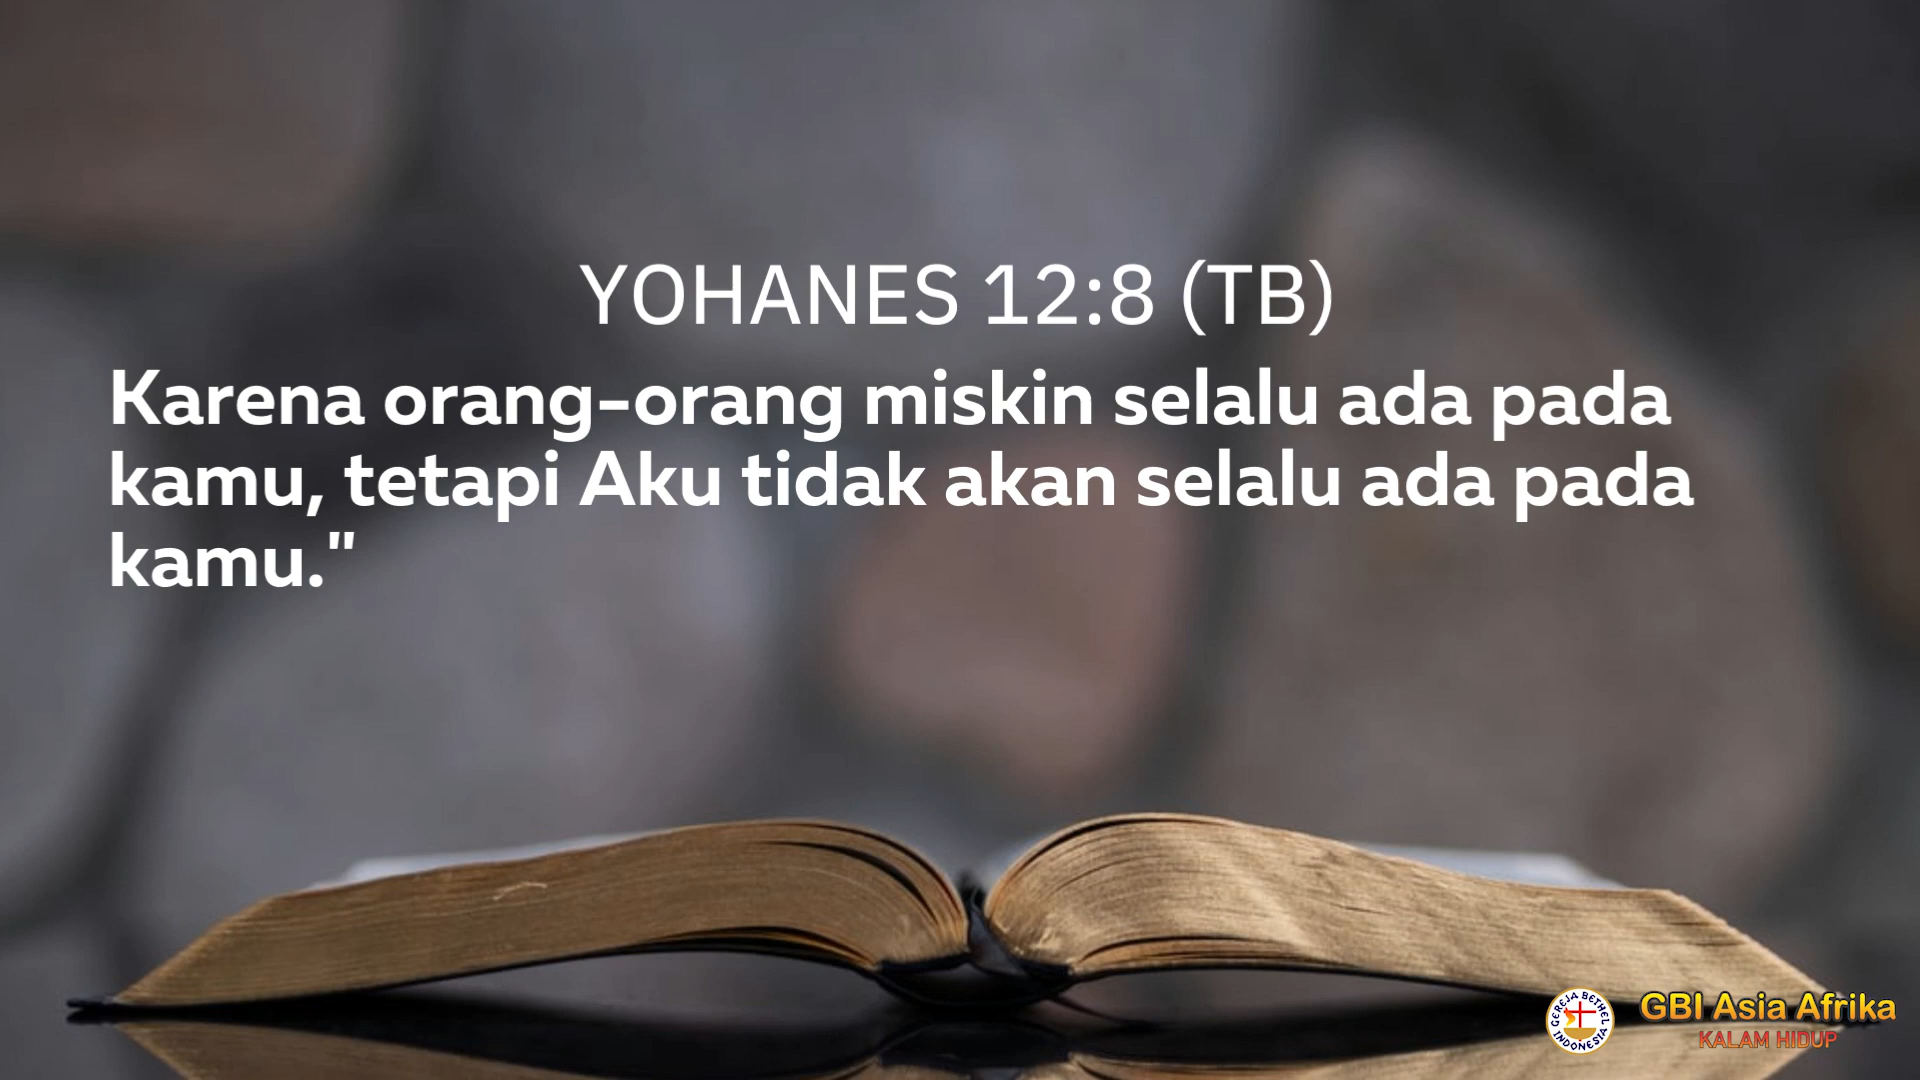 YOHANES 12:8 (TB)
Karena orang-orang miskin selalu ada pada
kamu, tetapi Aku tidak akan selalu ada pada
kamu."
GEREJA BETHEL
INDONESIA
GBI Asia Afrika
KALAM HIDUP